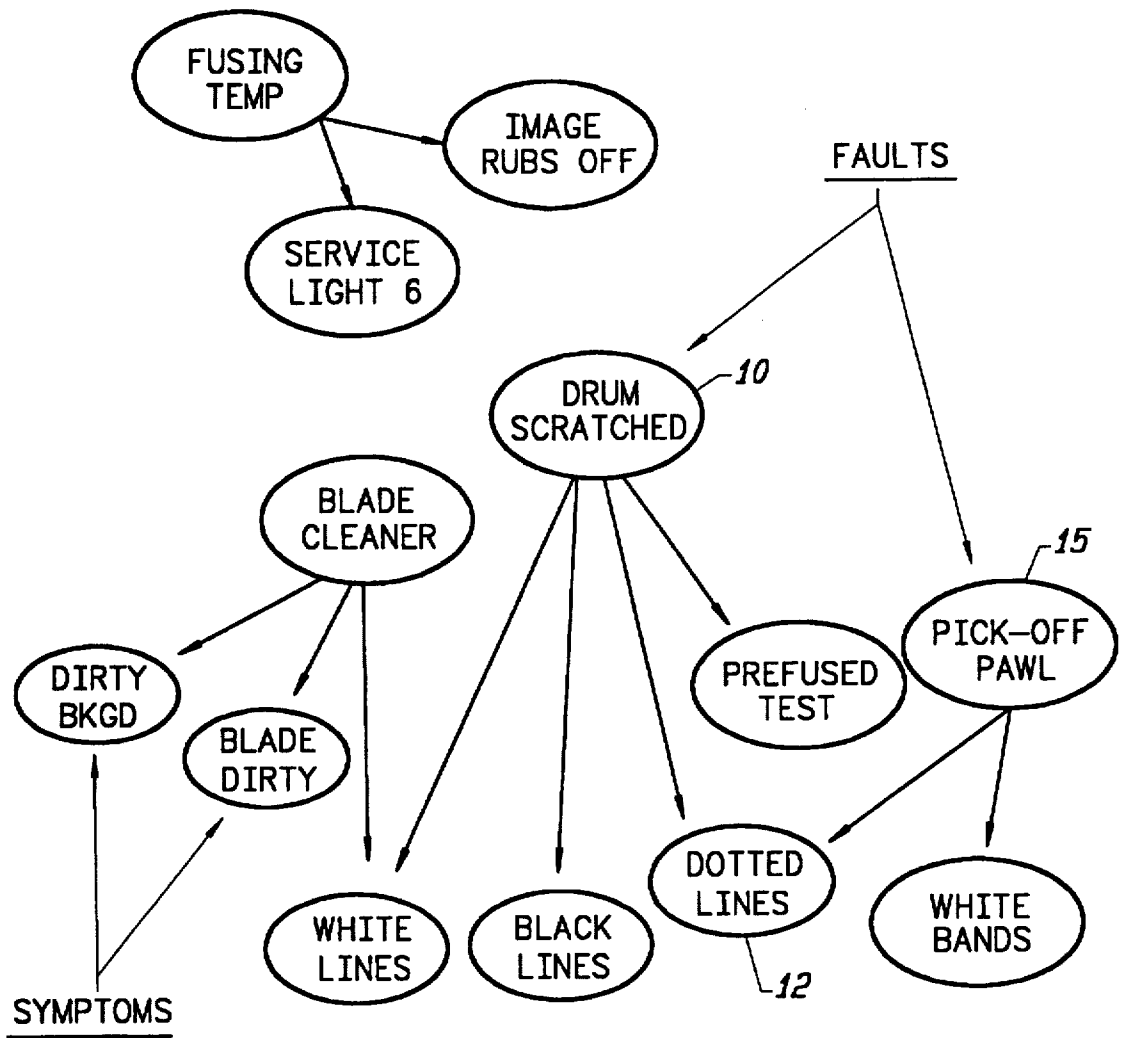 FUSING
TEMP
IMAGE
RUBS OFF
FAULTS
SERVICE
LIGHT 6
DRUM
SCRATCHED
10
BLADE
CLEANER
15
PICK-OFF
PAWL
PREFUSED
TEST
DIRTY
BKGD
BLADE
DIRTY
DOTTED
LINES
WHITE
BANDS
WHITE
LINES
BLACK
LINES
12
SYMPTOMS